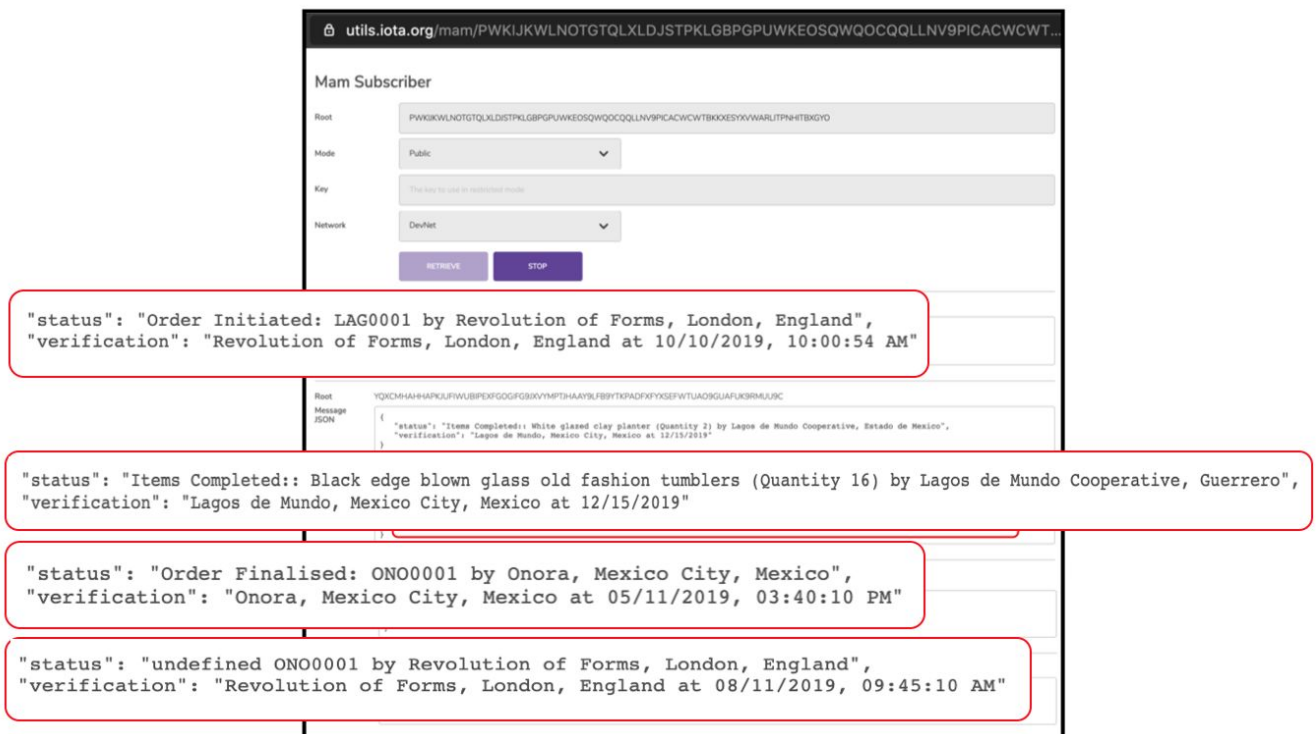 utils.iota.org/mam/PWKIJKWLNOTGTQLXLDJSTPKLGBPGPUWKEOSQWQOCQQLLNV9PICACWCWT...
Mam Subscriber
Root PWKIJKWLNOTGTQLXLDJSTPKLGBPGPUWKEOSQWQOCQQLLNV9PICACWCWTBKKXESYXVWARLITPNHITBXGYO
Mode Public
Key The key to use in restricted mode
Network DevNet
RETRIEVE STOP
"status": "Order Initiated: LAG0001 by Revolution of Forms, London, England",
"verification": "Revolution of Forms, London, England at 10/10/2019, 10:00:54 AM"
Root YQXCMHAHHAPKJUFIWUBIPEXFGOGIFG9JXVYMPTJHAAY9LFB9YTKPADFXFYXSEFWTUAO9GUAFUK9RMUU9C
Message
JSON
{
"status": "Items Completed:: White glazed clay planter (Quantity 2) by Lagos de Mundo Cooperative, Estado de Mexico",
"verification": "Lagos de Mundo, Mexico City, Mexico at 12/15/2019"
}
"status": "Items Completed:: Black edge blown glass old fashion tumblers (Quantity 16) by Lagos de Mundo Cooperative, Guerrero",
"verification": "Lagos de Mundo, Mexico City, Mexico at 12/15/2019"
}
"status": "Order Finalised: ONO0001 by Onora, Mexico City, Mexico",
"verification": "Onora, Mexico City, Mexico at 05/11/2019, 03:40:10 PM"
"status": "undefined ONO0001 by Revolution of Forms, London, England",
"verification": "Revolution of Forms, London, England at 08/11/2019, 09:45:10 AM"